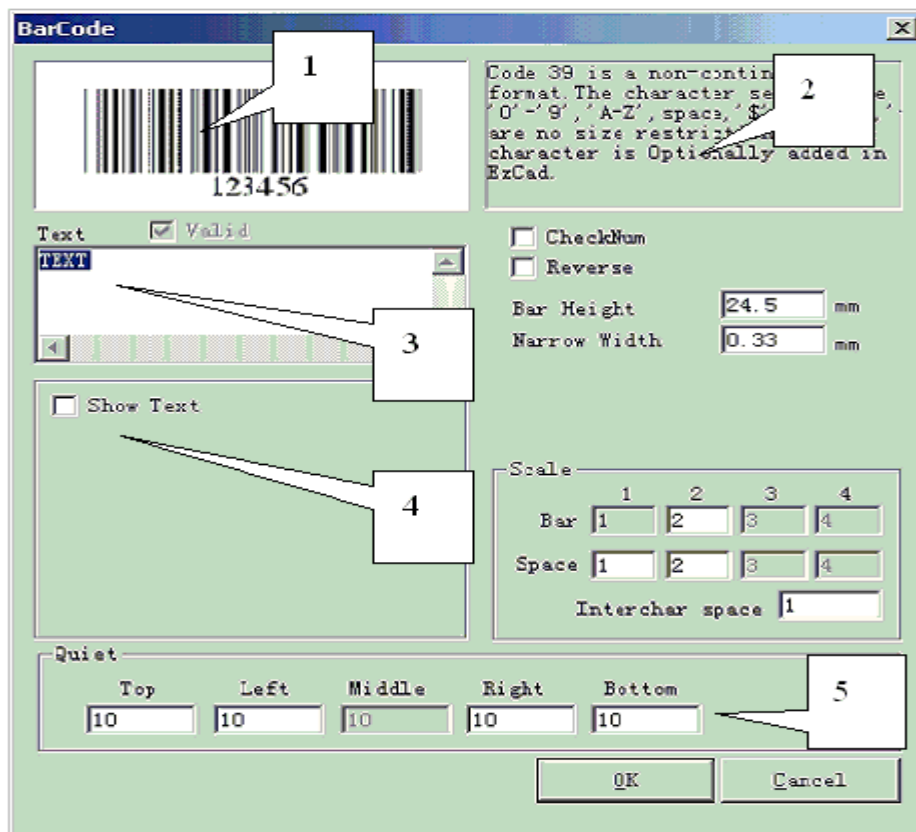 BarCode
1
123456
Code 39 is a non-contin
format.The character se
'0'-'9','A-Z',space,'$'
are no size restri
character is Optionally added in
EzCad.
2
Text Valid
TEXT
3
CheckNum
Reverse
Bar Height 24.5 mm
Narrow Width 0.33 mm
Show Text
4
Scale
1 2 3 4
Bar 1 2 3 4
Space 1 2 3 4
Interchar space 1
Quiet
Top Left Middle Right Bottom
10 10 10 10 10
5
OK Cancel